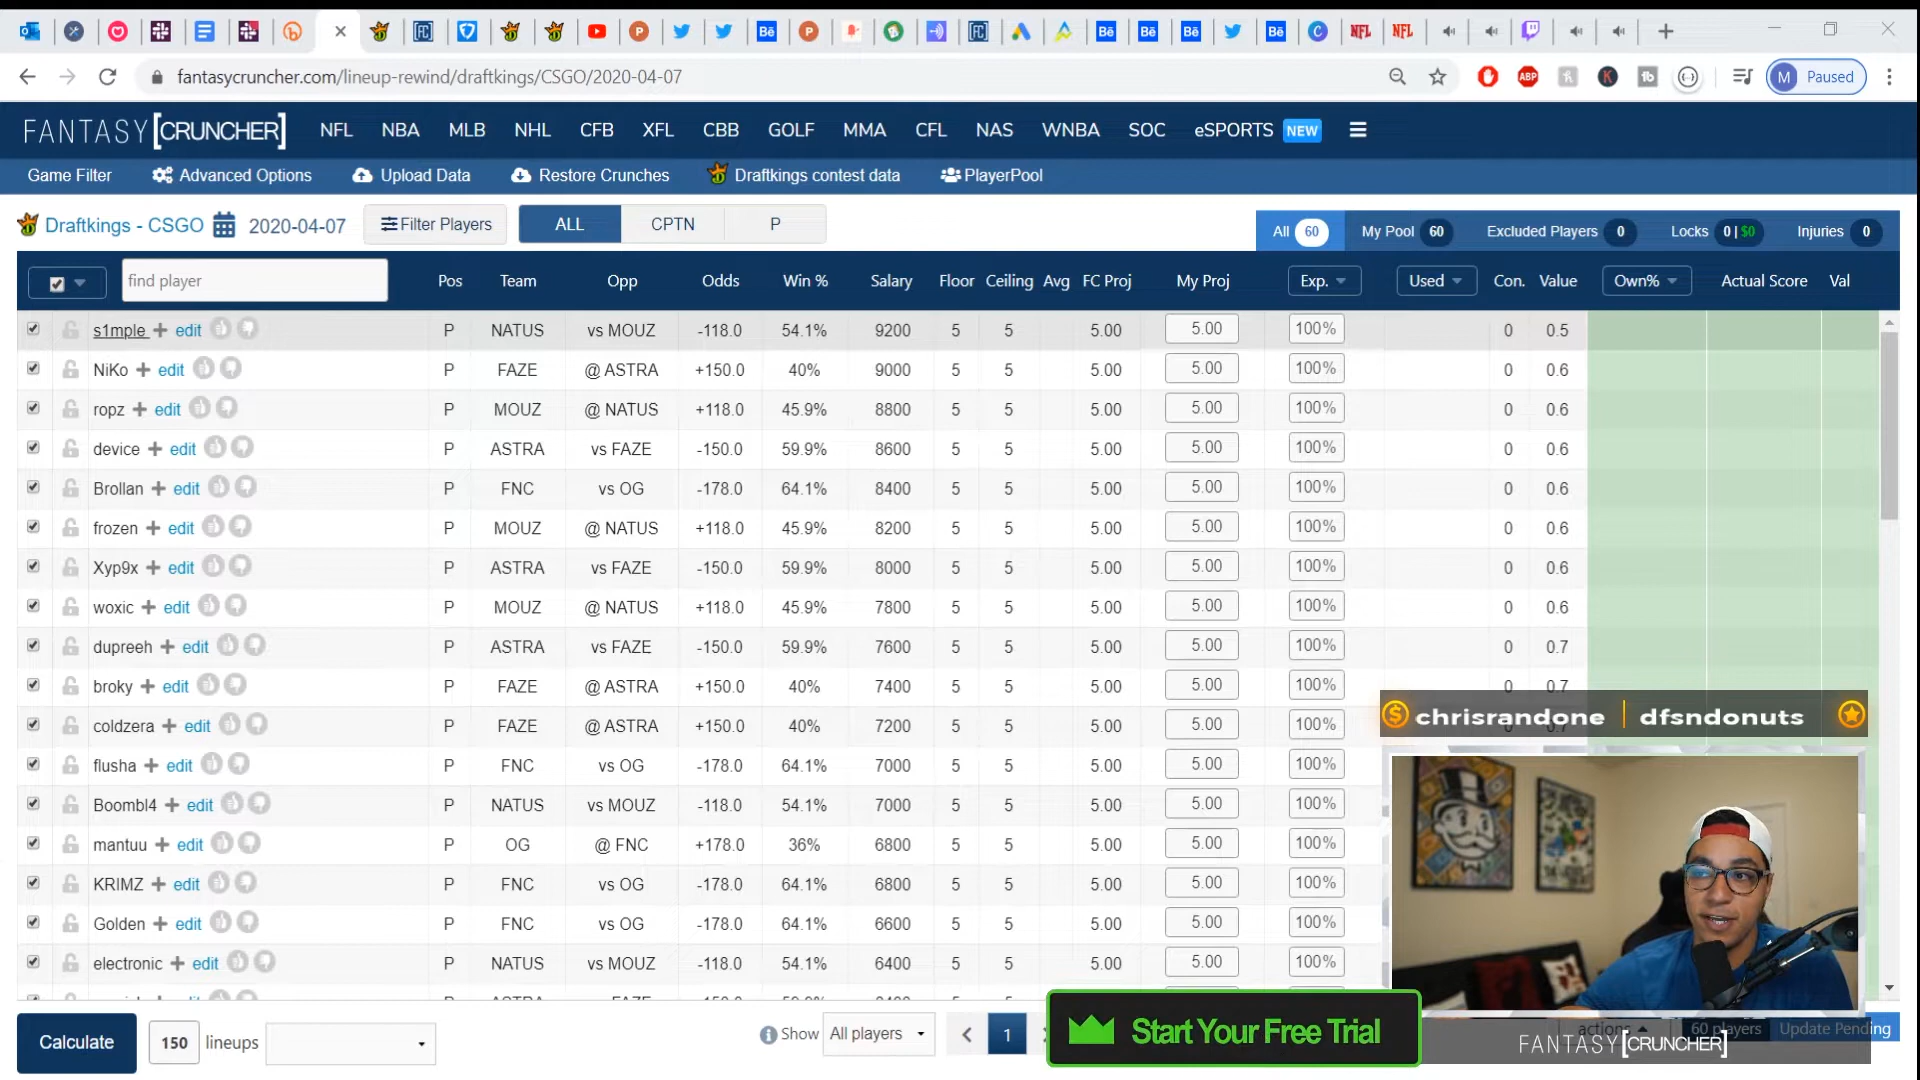 fantasycruncher.com/lineup-rewind/draftkings/CSGO/2020-04-07
ABP
M Paused
FANTASY [CRUNCHER] NFL NBA MLB NHL CFB XFL CBB GOLF MMA CFL NAS WNBA SOC eSPORTS NEW
Game Filter Advanced Options Upload Data Restore Crunches Draftkings contest data PlayerPool
Draftkings - CSGO 2020-04-07 Filter Players ALL CPTN P
All 60 My Pool 60 Excluded Players 0 Locks 0 | $0 Injuries 0
find player Pos Team Opp Odds Win % Salary Floor Ceiling Avg FC Proj My Proj Exp. Used Con. Value Own% Actual Score Val
s1mple + edit P NATUS vs MOUZ -118.0 54.1% 9200 5 5 5.00 5.00 100% 0 0.5
NiKo + edit P FAZE @ ASTRA +150.0 40% 9000 5 5 5.00 5.00 100% 0 0.6
ropz + edit P MOUZ @ NATUS +118.0 45.9% 8800 5 5 5.00 5.00 100% 0 0.6
device + edit P ASTRA vs FAZE -150.0 59.9% 8600 5 5 5.00 5.00 100% 0 0.6
Brollan + edit P FNC vs OG -178.0 64.1% 8400 5 5 5.00 5.00 100% 0 0.6
frozen + edit P MOUZ @ NATUS +118.0 45.9% 8200 5 5 5.00 5.00 100% 0 0.6
Xyp9x + edit P ASTRA vs FAZE -150.0 59.9% 8000 5 5 5.00 5.00 100% 0 0.6
woxic + edit P MOUZ @ NATUS +118.0 45.9% 7800 5 5 5.00 5.00 100% 0 0.6
dupreeh + edit P ASTRA vs FAZE -150.0 59.9% 7600 5 5 5.00 5.00 100% 0 0.7
broky + edit P FAZE @ ASTRA +150.0 40% 7400 5 5 5.00 5.00 100% 0 0.7
coldzera + edit P FAZE @ ASTRA +150.0 40% 7200 5 5 5.00 5.00 100%
chrisrandone | dfsndonuts
flusha + edit P FNC vs OG -178.0 64.1% 7000 5 5 5.00 5.00 100%
Boombl4 + edit P NATUS vs MOUZ -118.0 54.1% 7000 5 5 5.00 5.00 100%
mantuu + edit P OG @ FNC +178.0 36% 6800 5 5 5.00 5.00 100%
KRIMZ + edit P FNC vs OG -178.0 64.1% 6800 5 5 5.00 5.00 100%
Golden + edit P FNC vs OG -178.0 64.1% 6600 5 5 5.00 5.00 100%
electronic + edit P NATUS vs MOUZ -118.0 54.1% 6400 5 5 5.00 5.00 100%
Calculate 150 lineups Show All players 1
Start Your Free Trial
actions 60 players Update Pending
FANTASY [CRUNCHER]